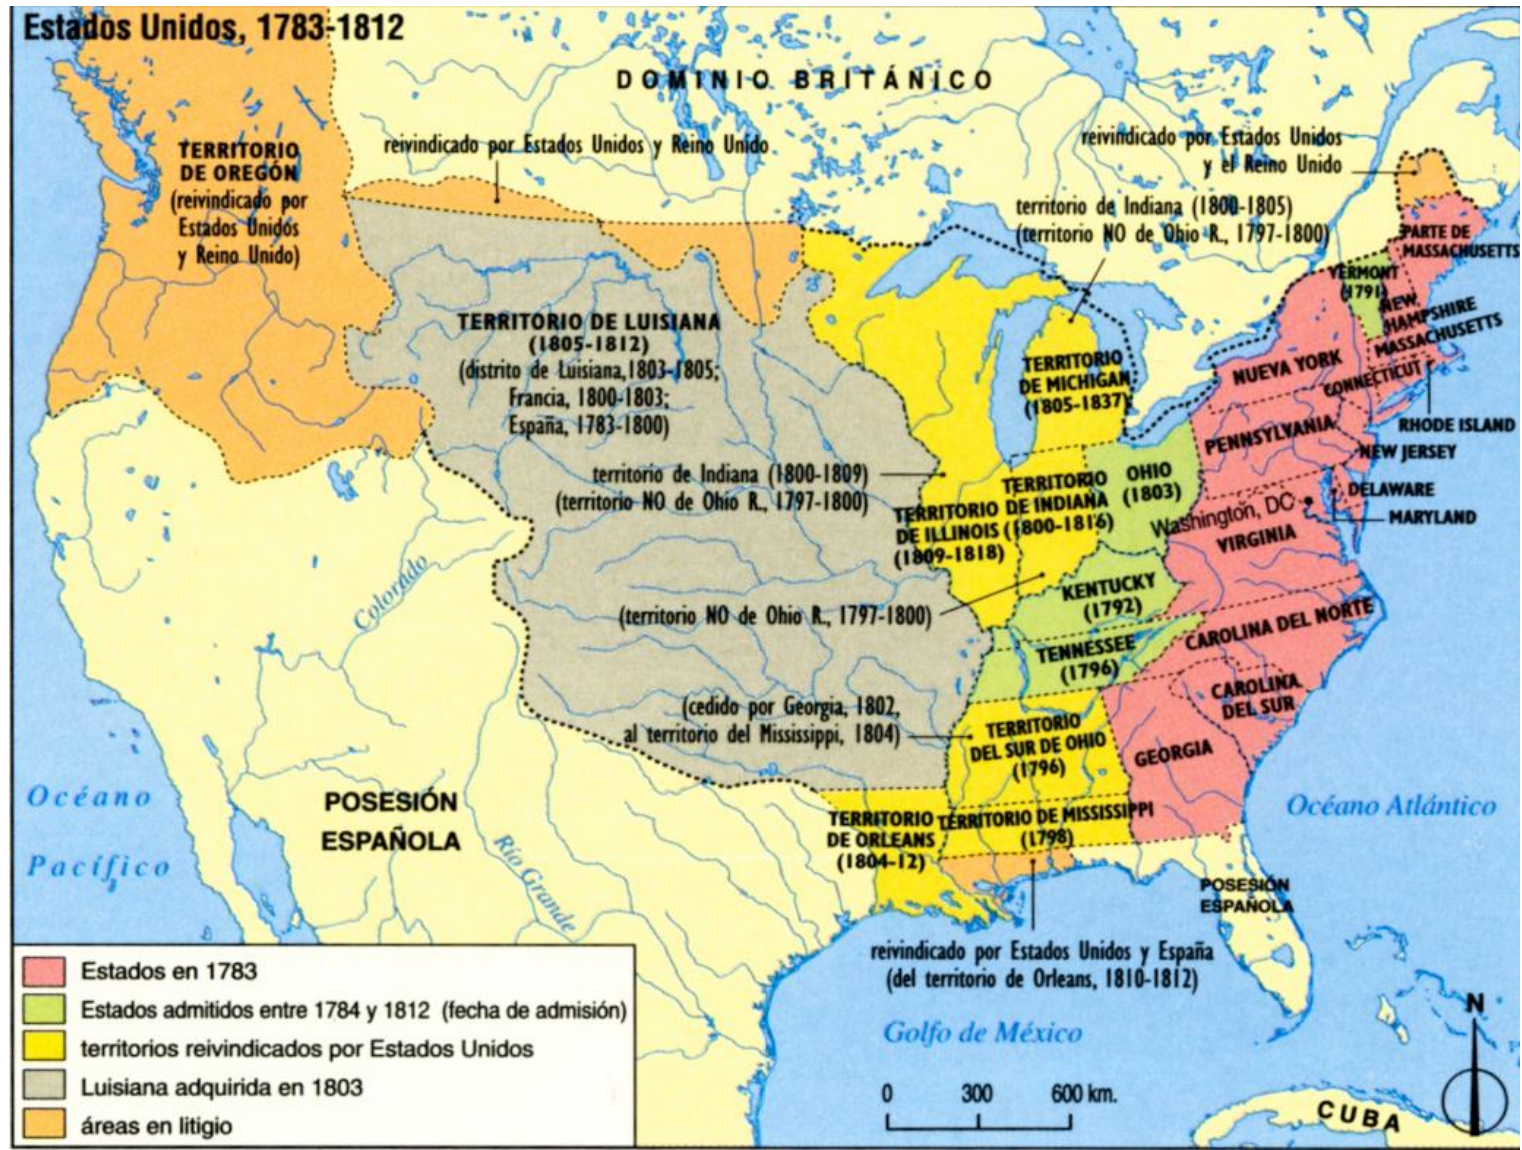 Estados Unidos, 1783-1812
DOMINIO BRITÁNICO
reivindicado por Estados Unidos y Reino Unido
reivindicado por Estados Unidos
y el Reino Unido
TERRITORIO
DE OREGÓN
(reivindicado por
Estados Unidos
y Reino Unido)
territorio de Indiana (1800-1805)
(territorio NO de Ohio R., 1797-1800)
PARTE DE
MASSACHUSETTS
VERMONT
(1791)
NEW
HAMPSHIRE
MASSACHUSETTS
TERRITORIO DE LUISIANA
(1805-1812)
(distrito de Luisiana,1803-1805;
Francia, 1800-1803;
España, 1783-1800)
TERRITORIO
DE MICHIGAN
(1805-1837)
NUEVA YORK
CONNECTICUT
RHODE ISLAND
PENNSYLVANIA
NEW JERSEY
territorio de Indiana (1800-1809)
(territorio NO de Ohio R., 1797-1800)
TERRITORIO
DE ILLINOIS
(1809-1818)
TERRITORIO
DE INDIANA
(1800-1816)
OHIO
(1803)
DELAWARE
MARYLAND
Washington, DC
VIRGINIA
Colorado
(territorio NO de Ohio R., 1797-1800)
KENTUCKY
(1792)
TENNESSEE
(1796)
CAROLINA DEL NORTE
CAROLINA
DEL SUR
(cedido por Georgia, 1802,
al territorio del Mississippi, 1804)
TERRITORIO
DEL SUR DE OHIO
(1796)
GEORGIA
Océano
Pacífico
POSESIÓN
ESPAÑOLA
Río Grande
TERRITORIO
DE ORLEANS
(1804-12)
TERRITORIO DE MISSISSIPPI
(1798)
Océano Atlántico
POSESIÓN
ESPAÑOLA
reivindicado por Estados Unidos y España
(del territorio de Orleans, 1810-1812)
Golfo de México
Estados en 1783
Estados admitidos entre 1784 y 1812 (fecha de admisión)
territorios reivindicados por Estados Unidos
Luisiana adquirida en 1803
áreas en litigio
0 300 600 km.
N
CUBA